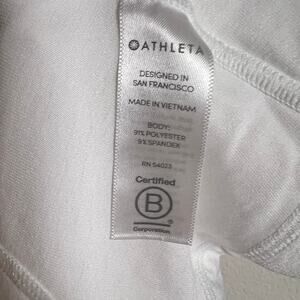 ATHLETA
DESIGNED IN
SAN FRANCISCO
MADE IN VIETNAM
BODY:
91% POLYESTER
9% SPANDEX
RN 54023
Certified
B
Corporation